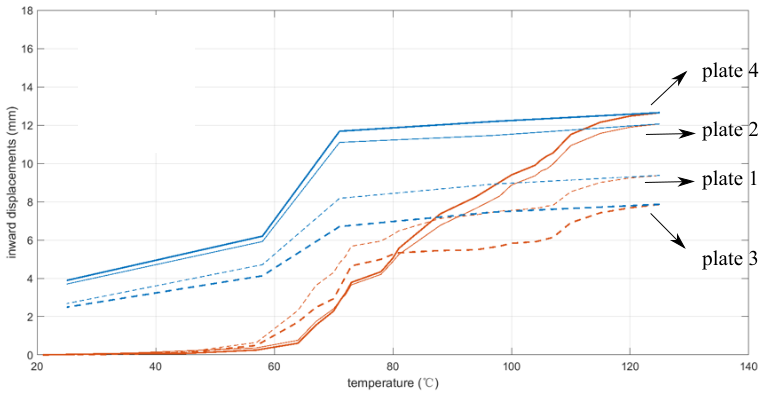 18
16
14
12
10
8
6
4
2
0
inward displacements (mm)
plate 4
plate 2
plate 1
plate 3
20 40 60 80 100 120 140
temperature (℃)